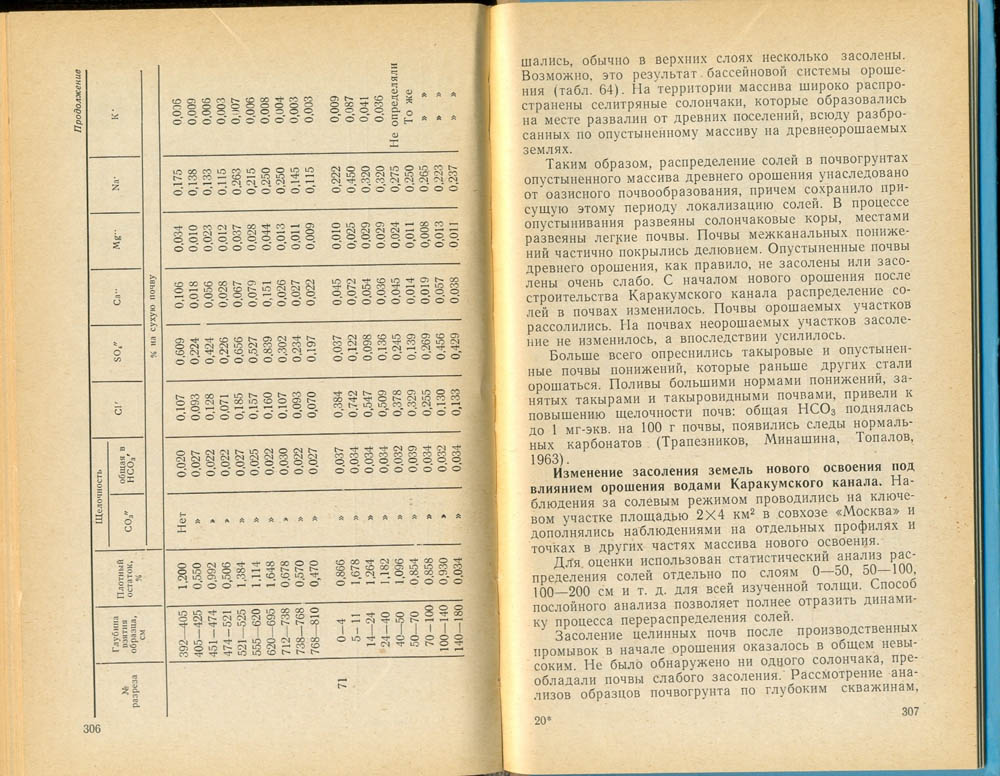 Продолжение
№ разреза
Глубина взятия образца, см
Плотный остаток, %
Щелочность
CO₃″
общая в HCO₃′
Cl′
SO₄″
Ca··
Mg··
Na·
K··
% на сухую почву
392—405 1,200 Нет 0,020 0,107 0,609 0,106 0,034 0,175 0,006
405—425 0,550 » 0,027 0,093 0,224 0,018 0,010 0,138 0,009
451—474 0,992 » 0,022 0,128 0,424 0,056 0,023 0,133 0,006
474—521 0,506 » 0,022 0,071 0,226 0,028 0,012 0,115 0,003
521—525 1,384 » 0,027 0,185 0,656 0,067 0,037 0,263 0,007
555—620 1,114 » 0,025 0,157 0,527 0,079 0,028 0,215 0,006
620—695 1,648 » 0,022 0,160 0,839 0,151 0,044 0,250 0,008
712—738 0,678 » 0,030 0,107 0,302 0,026 0,013 0,250 0,004
738—768 0,570 » 0,022 0,093 0,234 0,027 0,011 0,145 0,003
768—810 0,470 » 0,027 0,070 0,197 0,022 0,009 0,115 0,003
71 0—4 0,866 » 0,037 0,384 0,037 0,045 0,010 0,222 0,009
5—11 1,678 » 0,034 0,742 0,122 0,072 0,025 0,450 0,087
14—24 1,264 » 0,034 0,547 0,098 0,054 0,029 0,320 0,041
24—40 1,182 » 0,034 0,509 0,136 0,036 0,029 0,320 0,036
40—50 1,096 » 0,032 0,378 0,245 0,045 0,024 0,275 Не определяли
50—70 0,854 » 0,039 0,329 0,139 0,014 0,011 0,250 То же
70—100 0,858 » 0,034 0,255 0,269 0,019 0,008 0,265 »
100—140 0,930 » 0,032 0,130 0,456 0,057 0,013 0,223 »
140—180 0,034 » 0,034 0,133 0,429 0,038 0,011 0,237 »
306
шались, обычно в верхних слоях несколько засолены.
Возможно, это результат бассейновой системы ороше-
ния (табл. 64). На территории массива широко распро-
странены селитряные солончаки, которые образовались
на месте развалин от древних поселений, всюду разбро-
санных по опустыненному массиву на древнеорошаемых
землях.
Таким образом, распределение солей в почвогрунтах
опустыненного массива древнего орошения унаследовано
от оазисного почвообразования, причем сохранило при-
сущую этому периоду локализацию солей. В процессе
опустынивания развеяны солончаковые коры, местами
развеяны легкие почвы. Почвы межканальных пониже-
ний частично покрылись делювием. Опустыненные почвы
древнего орошения, как правило, не засолены или засо-
лены очень слабо. С началом нового орошения после
строительства Каракумского канала распределение со-
лей в почвах изменилось. Почвы орошаемых участков
рассолились. На почвах неорошаемых участков засоле-
ние не изменилось, а впоследствии усилилось.
Больше всего опреснились такыровые и опустынен-
ные почвы понижений, которые раньше других стали
орошаться. Поливы большими нормами понижений, за-
нятых такырами и такыровидными почвами, привели к
повышению щелочности почв: общая HCO₃ поднялась
до 1 мг-экв. на 100 г почвы, появились следы нормаль-
ных карбонатов (Трапезников, Минашина, Топалов,
1963).
Изменение засоления земель нового освоения под
влиянием орошения водами Каракумского канала. На-
блюдения за солевым режимом проводились на ключе-
вом участке площадью 2×4 км² в совхозе «Москва» и
дополнялись наблюдениями на отдельных профилях и
точках в других частях массива нового освоения.
Для оценки использован статистический анализ рас-
пределения солей отдельно по слоям 0—50, 50—100,
100—200 см и т. д. для всей изученной толщи. Способ
послойного анализа позволяет полнее отразить динами-
ку процесса перераспределения солей.
Засоление целинных почв после производственных
промывок в начале орошения оказалось в общем невы-
соким. Не было обнаружено ни одного солончака, пре-
обладали почвы слабого засоления. Рассмотрение ана-
лизов образцов почвогрунта по глубоким скважинам,
20*
307